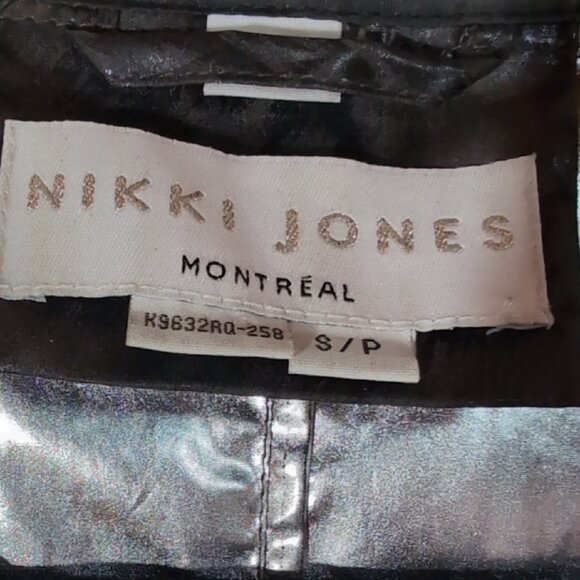 NIKKI JONES
MONTRÉAL
K9632RQ-258
S/P